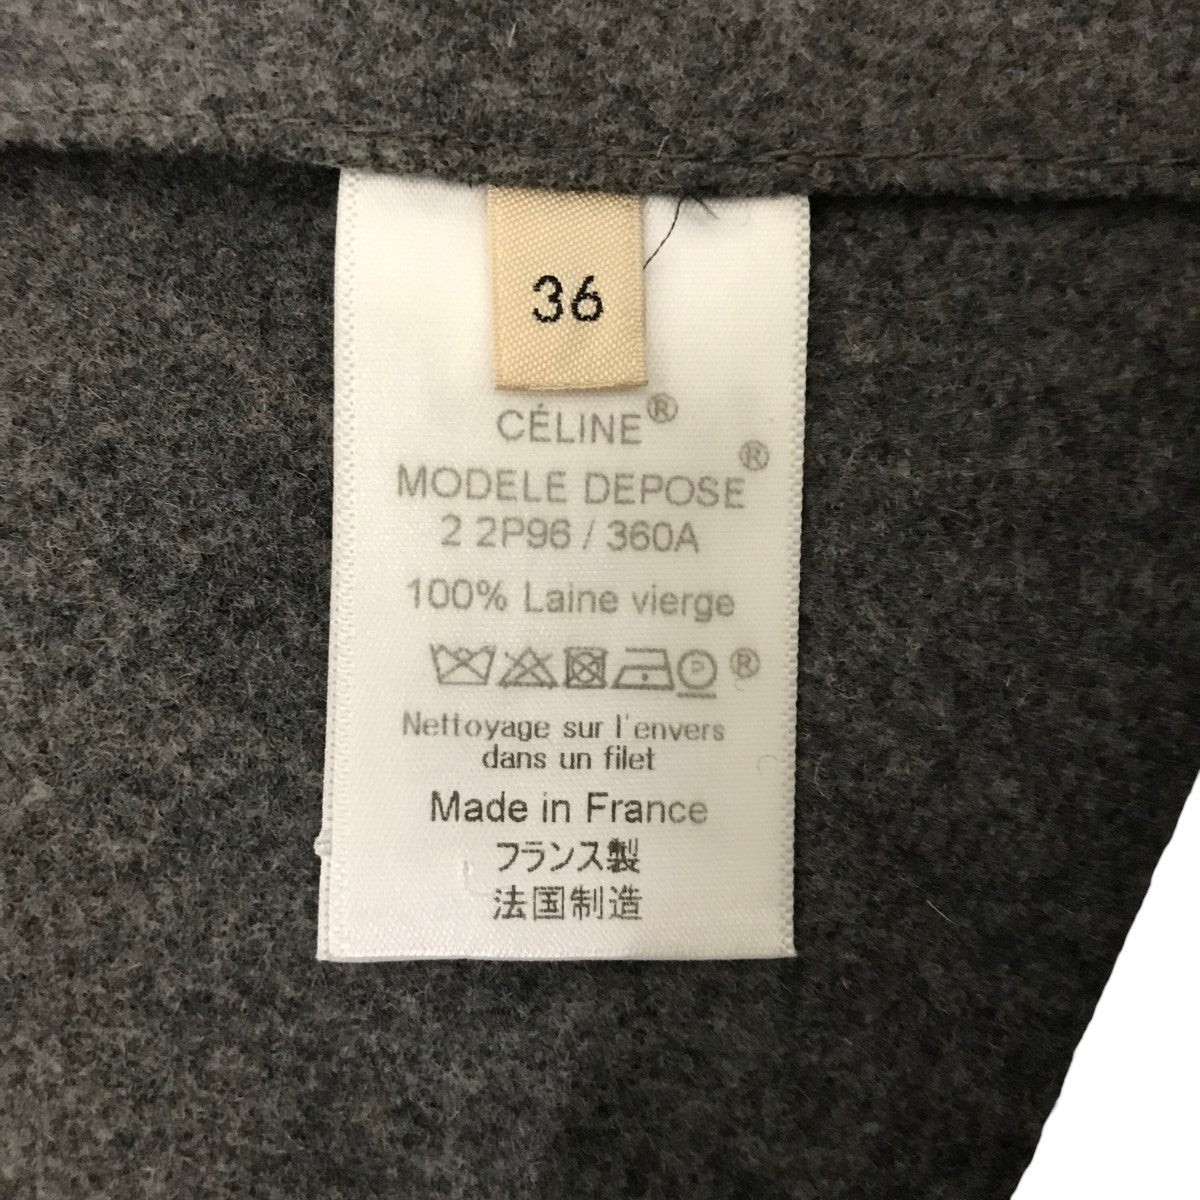 36
CÉLINE®
MODELE DEPOSE®
2 2P96 / 360A
100% Laine vierge
P ®
Nettoyage sur l'envers
dans un filet
Made in France
フランス製
法国制造